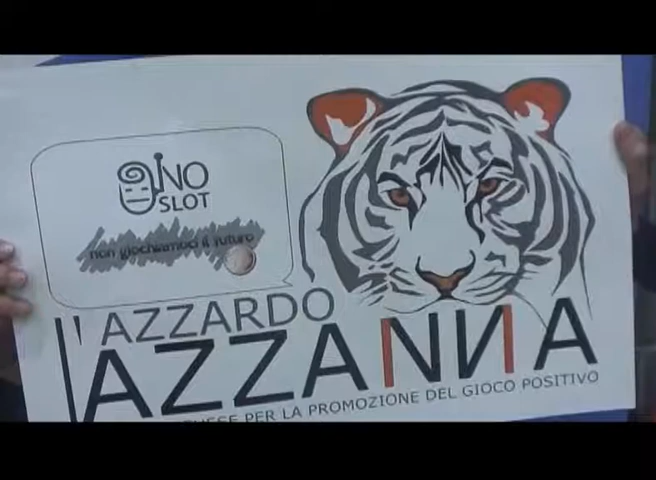 NO
SLOT
non giochiamoci il futuro
L'AZZARDO
AZZANNA
PER LA PROMOZIONE DEL GIOCO POSITIVO